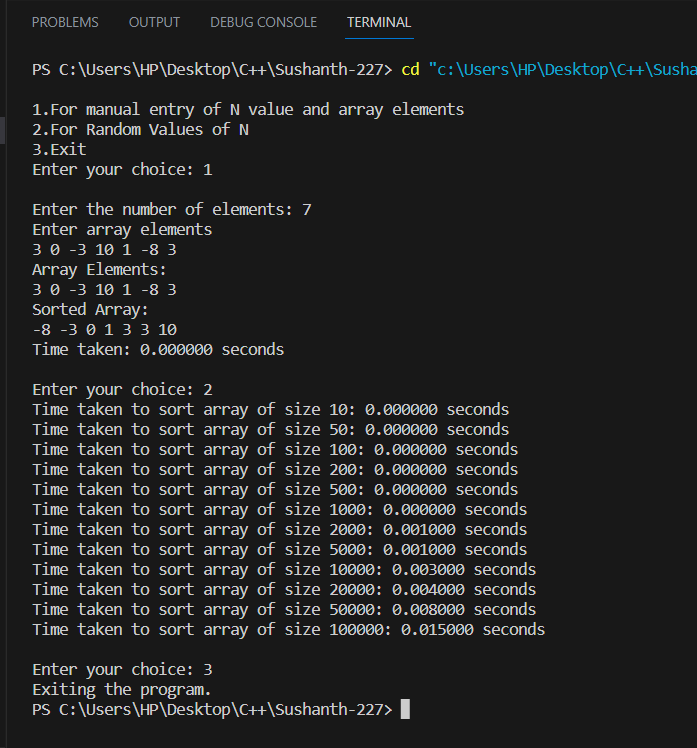 PROBLEMS OUTPUT DEBUG CONSOLE TERMINAL
PS C:\Users\HP\Desktop\C++\Sushanth-227> cd "c:\Users\HP\Desktop\C++\Susha
1.For manual entry of N value and array elements
2.For Random Values of N
3.Exit
Enter your choice: 1
Enter the number of elements: 7
Enter array elements
3 0 -3 10 1 -8 3
Array Elements:
3 0 -3 10 1 -8 3
Sorted Array:
-8 -3 0 1 3 3 10
Time taken: 0.000000 seconds
Enter your choice: 2
Time taken to sort array of size 10: 0.000000 seconds
Time taken to sort array of size 50: 0.000000 seconds
Time taken to sort array of size 100: 0.000000 seconds
Time taken to sort array of size 200: 0.000000 seconds
Time taken to sort array of size 500: 0.000000 seconds
Time taken to sort array of size 1000: 0.000000 seconds
Time taken to sort array of size 2000: 0.001000 seconds
Time taken to sort array of size 5000: 0.001000 seconds
Time taken to sort array of size 10000: 0.003000 seconds
Time taken to sort array of size 20000: 0.004000 seconds
Time taken to sort array of size 50000: 0.008000 seconds
Time taken to sort array of size 100000: 0.015000 seconds
Enter your choice: 3
Exiting the program.
PS C:\Users\HP\Desktop\C++\Sushanth-227>